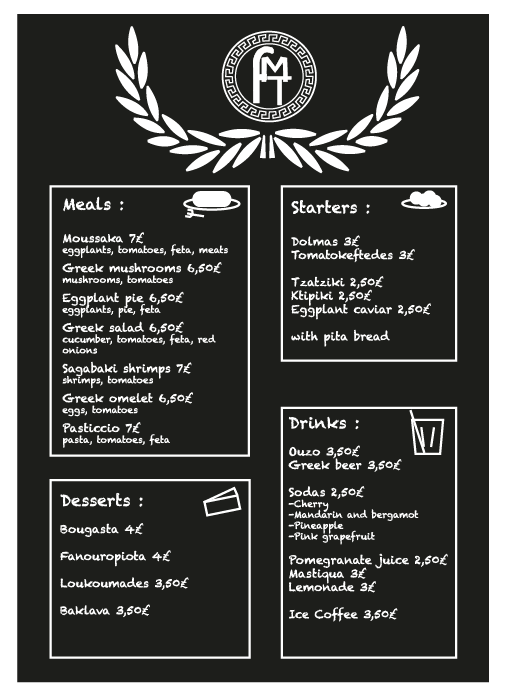 FMT
Meals :
Moussaka 7£
eggplants, tomatoes, feta, meats
Greek mushrooms 6,50£
mushrooms, tomatoes
Eggplant pie 6,50£
eggplants, pie, feta
Greek salad 6,50£
cucumber, tomatoes, feta, red
onions
Sagabaki shrimps 7£
shrimps, tomatoes
Greek omelet 6,50£
eggs, tomatoes
Pasticcio 7£
pasta, tomatoes, feta
Desserts :
Bougasta 4£
Fanouropiota 4£
Loukoumades 3,50£
Baklava 3,50£
Starters :
Dolmas 3£
Tomatokeftedes 3£
Tzatziki 2,50£
Ktipiki 2,50£
Eggplant caviar 2,50£
with pita bread
Drinks :
Ouzo 3,50£
Greek beer 3,50£
Sodas 2,50£
-Cherry
-Mandarin and bergamot
-Pineapple
-Pink grapefruit
Pomegranate juice 2,50£
Mastiqua 3£
Lemonade 3£
Ice Coffee 3,50£